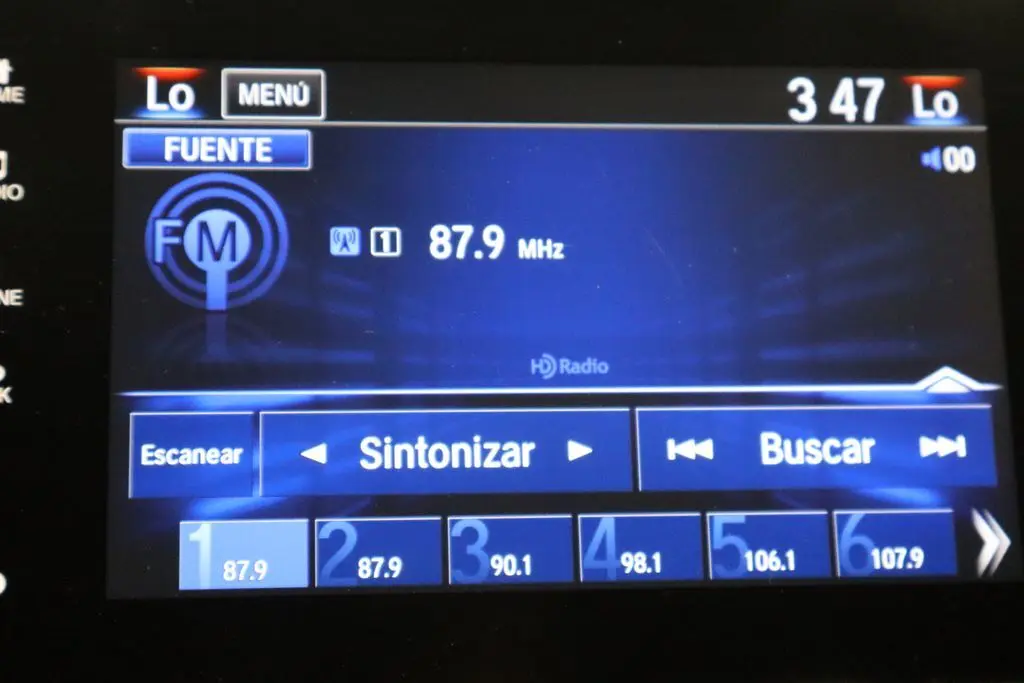 Lo MENÚ 3 47 Lo
FUENTE 00
FM 1 87.9 MHz
HD Radio
Escanear Sintonizar Buscar
1 87.9 2 87.9 3 90.1 4 98.1 5 106.1 6 107.9